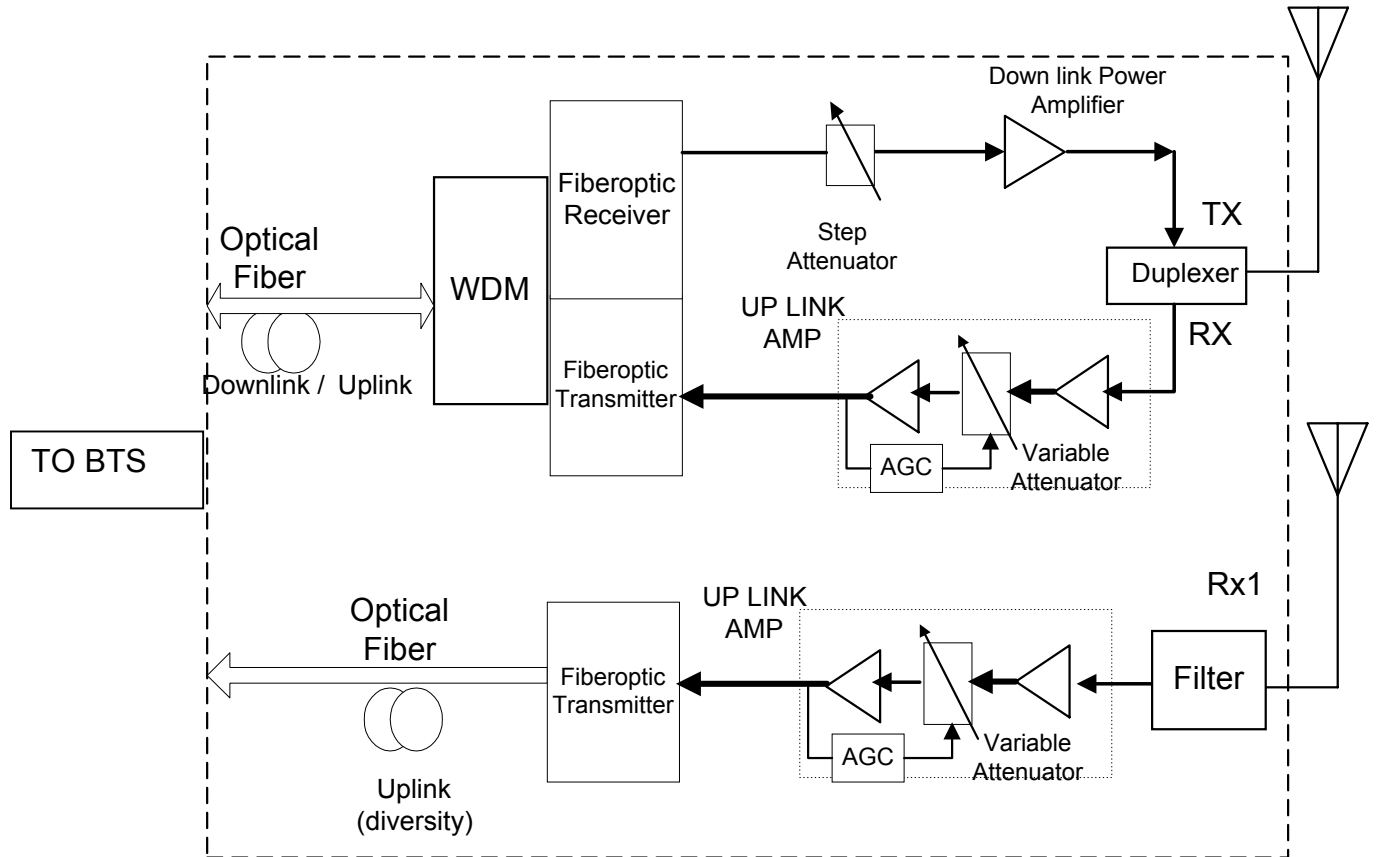 Down link Power
Amplifier
Fiberoptic
Receiver
Step
Attenuator
TX
Optical
Fiber
WDM
Duplexer
UP LINK
AMP
RX
Fiberoptic
Transmitter
Downlink / Uplink
AGC
Variable
Attenuator
TO BTS
Rx1
UP LINK
AMP
Optical
Fiber
Fiberoptic
Transmitter
Filter
AGC
Variable
Attenuator
Uplink
(diversity)